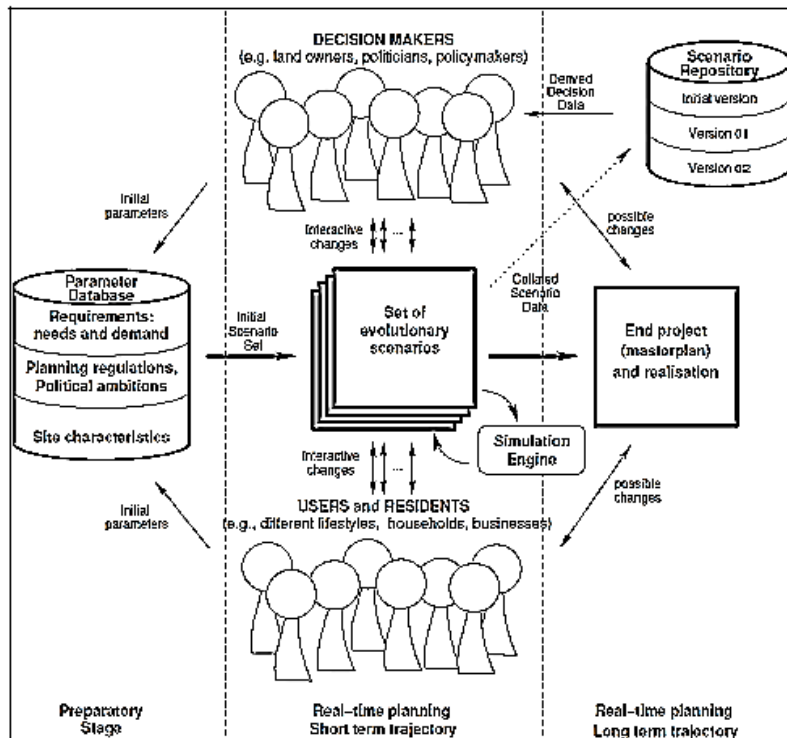 DECISION MAKERS
(e.g. land owners, politicians, policymakers)
Derived
Decision
Data
Scenario
Repository
Initial version
Version 01
Version 02
Initial
parameters
Interactive
changes
...
possible
changes
Parameter
Database
Requirements:
needs and demand
Planning regulations,
Political ambitions
Site characteristics
Initial
Scenario
Set
Set of
evolutionary
scenarios
Collated
Scenario
Data
End project
(masterplan)
and realisation
Simulation
Engine
Interactive
changes
...
Initial
parameters
possible
changes
USERS and RESIDENTS
(e.g., different lifestyles, households, businesses)
Preparatory
Stage
Real-time planning
Short term trajectory
Real-time planning
Long term trajectory